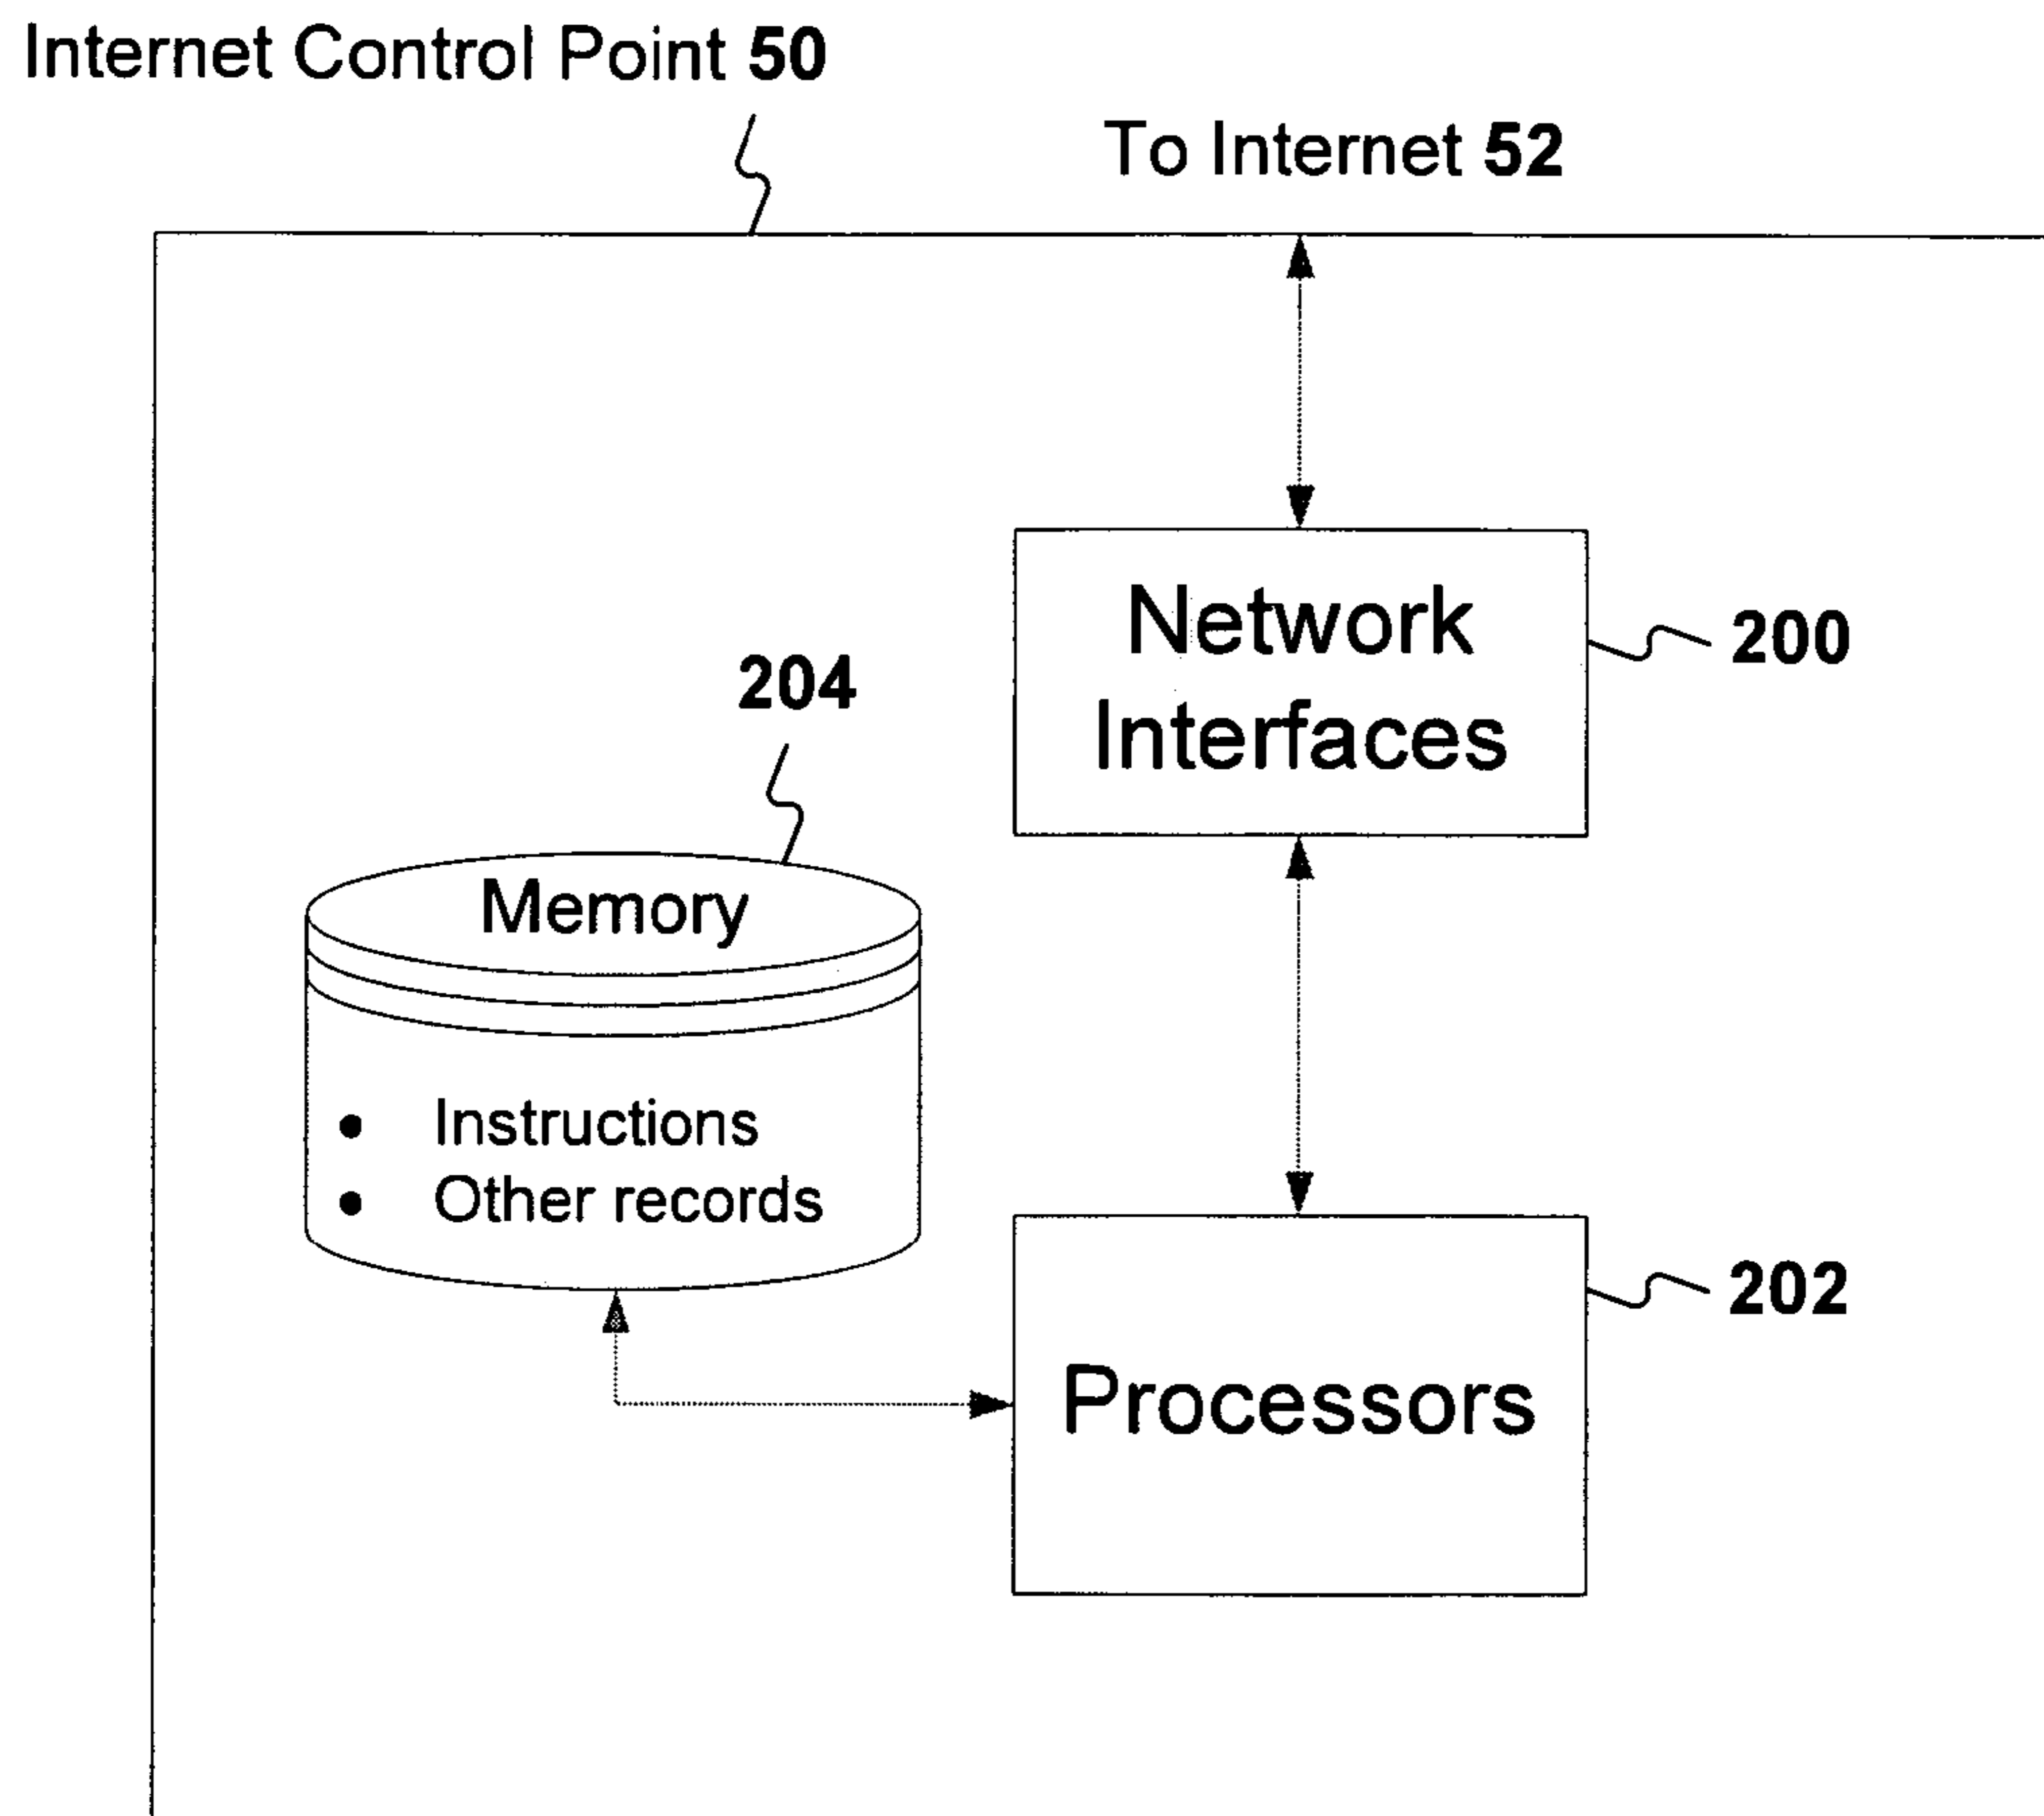 Internet Control Point 50
To Internet 52
Network
Interfaces
200
204
Memory
• Instructions
• Other records
202
Processors